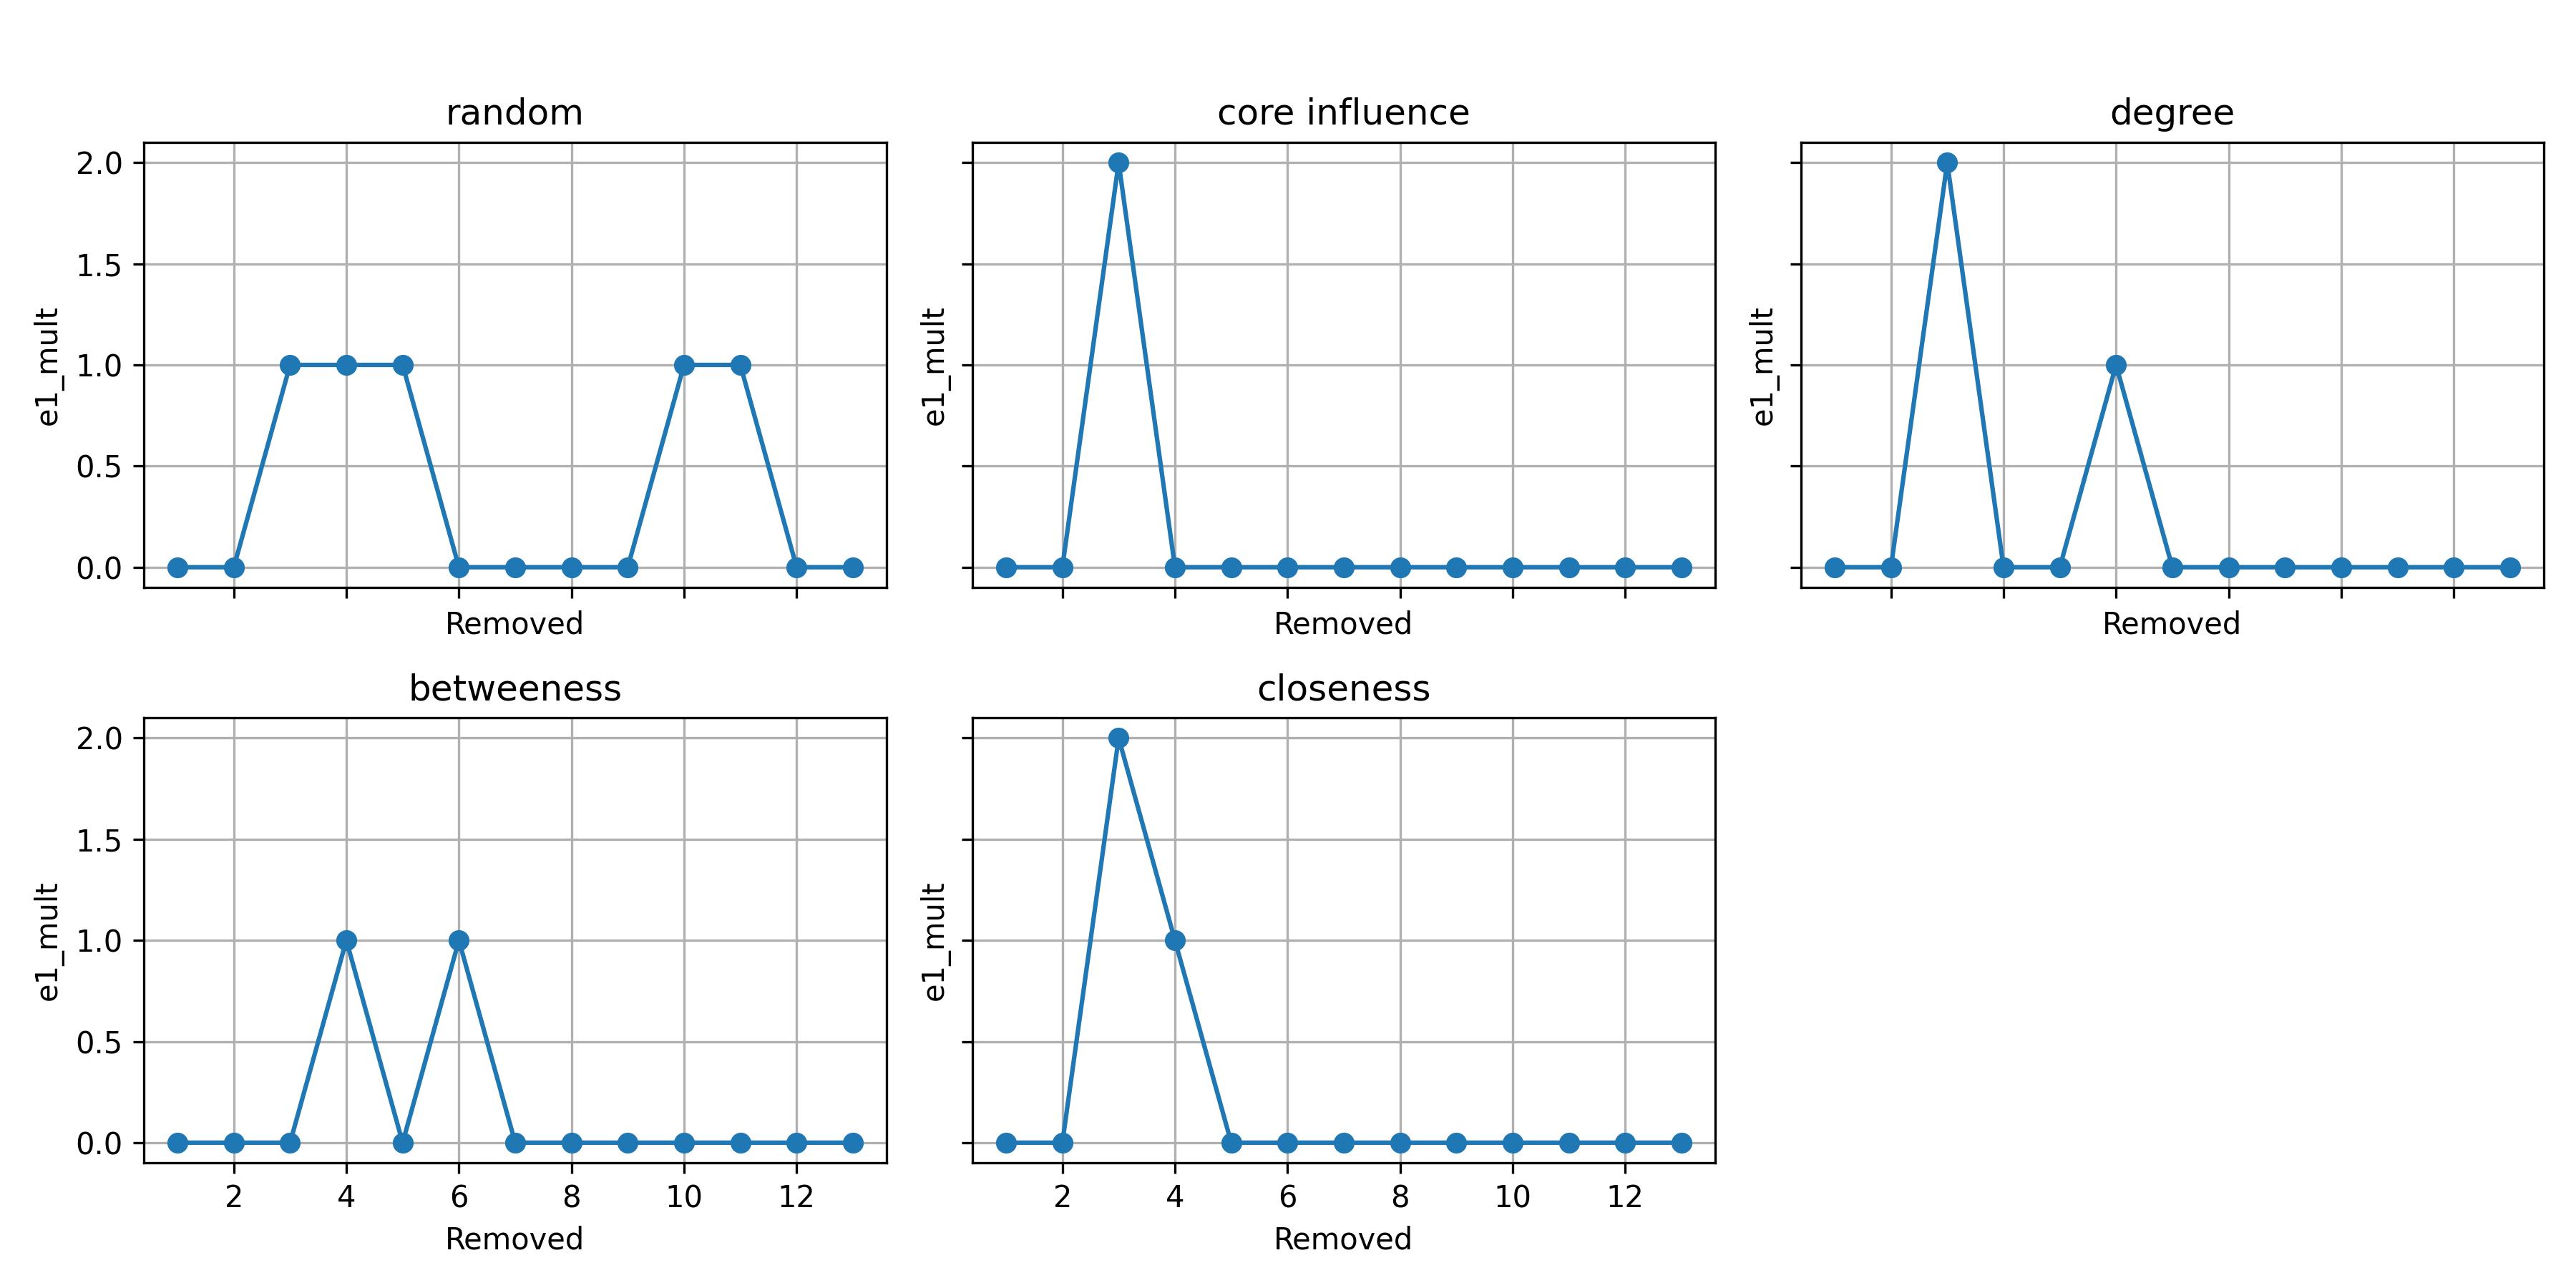 random
core influence
degree
2.0
1.5
1.0
0.5
0.0
e1_mult
e1_mult
e1_mult
Removed
Removed
Removed
betweeness
closeness
2.0
1.5
1.0
0.5
0.0
e1_mult
e1_mult
2 4 6 8 10 12
2 4 6 8 10 12
Removed
Removed